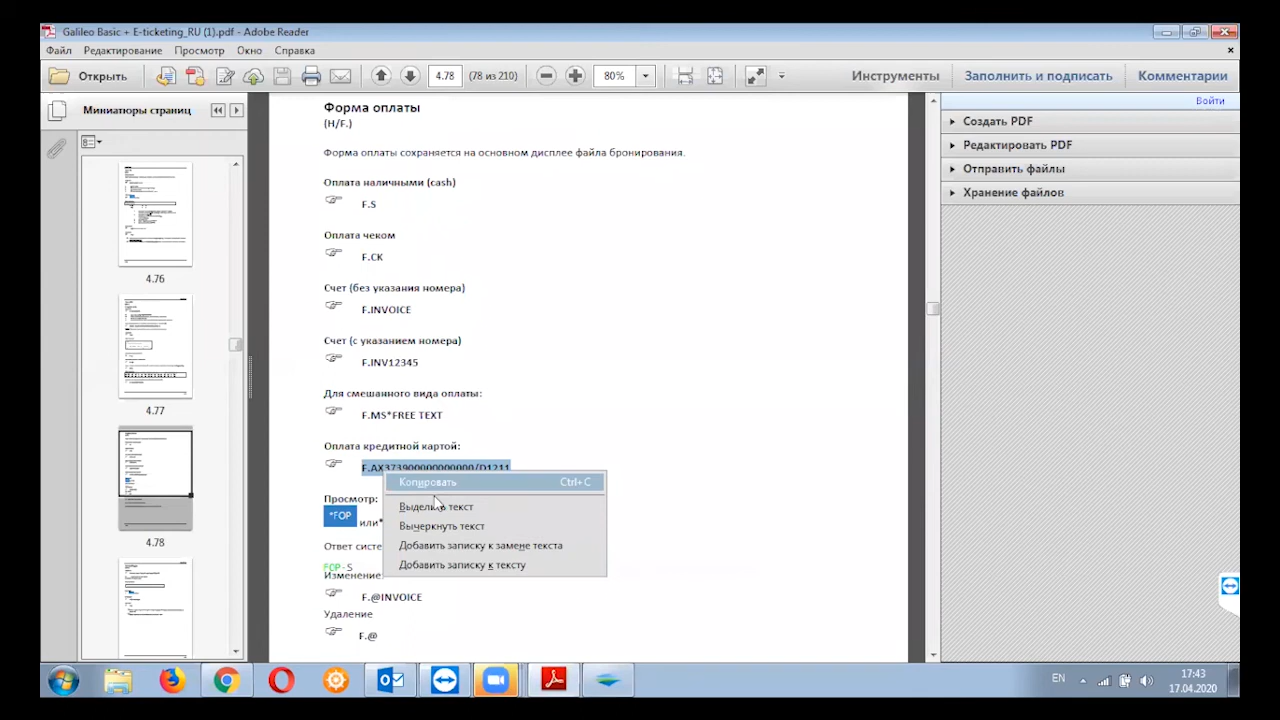 Galileo Basic + E-ticketing_RU (1).pdf - Adobe Reader
Файл Редактирование Просмотр Окно Справка
Открыть 4.78 (78 из 210) 80% Инструменты Заполнить и подписать Комментарии
Войти
Миниатюры страниц
Создать PDF
Редактировать PDF
Отправить файлы
Хранение файлов
4.76
4.77
4.78
Форма оплаты
(H/F.)
Форма оплаты сохраняется на основном дисплее файла бронирования.
Оплата наличными (cash)
F.S
Оплата чеком
F.CK
Счет (без указания номера)
F.INVOICE
Счет (с указанием номера)
F.INV12345
Для смешанного вида оплаты:
F.MS*FREE TEXT
Оплата кредитной картой:
F.AX373900000000000/D1211
Просмотр:
*FOP или*
Ответ систе
FOP-S
Изменение:
F.@INVOICE
Удаление
F.@
Копировать Ctrl+C
Выделить текст
Вычеркнуть текст
Добавить записку к замене текста
Добавить записку к тексту
EN
17:43
17.04.2020